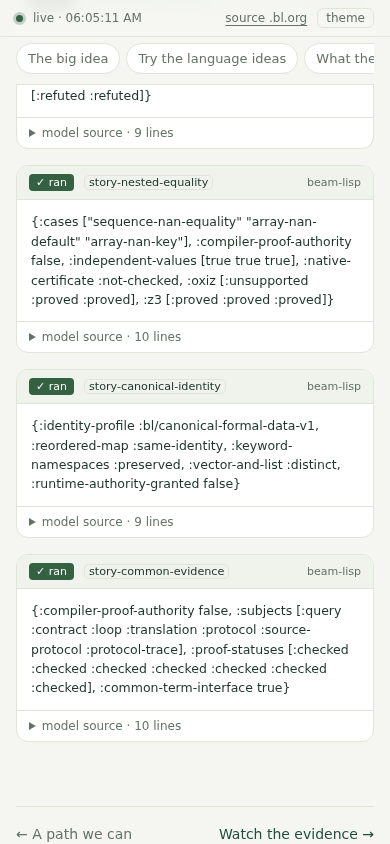 live · 06:05:11 AM
source .bl.org
theme
The big idea
Try the language ideas
What the
[:refuted :refuted]}
▶ model source · 9 lines
✓ ran
story-nested-equality
beam-lisp
{:cases ["sequence-nan-equality" "array-nan-
default" "array-nan-key"], :compiler-proof-authority
false, :independent-values [true true true], :native-
certificate :not-checked, :oxiz [:unsupported
:proved :proved], :z3 [:proved :proved :proved]}
▶ model source · 10 lines
✓ ran
story-canonical-identity
beam-lisp
{:identity-profile :bl/canonical-formal-data-v1,
:reordered-map :same-identity, :keyword-
namespaces :preserved, :vector-and-list :distinct,
:runtime-authority-granted false}
▶ model source · 9 lines
✓ ran
story-common-evidence
beam-lisp
{:compiler-proof-authority false, :subjects [:query
:contract :loop :translation :protocol :source-
protocol :protocol-trace], :proof-statuses [:checked
:checked :checked :checked :checked :checked
:checked], :common-term-interface true}
▶ model source · 10 lines
← A path we can
Watch the evidence →